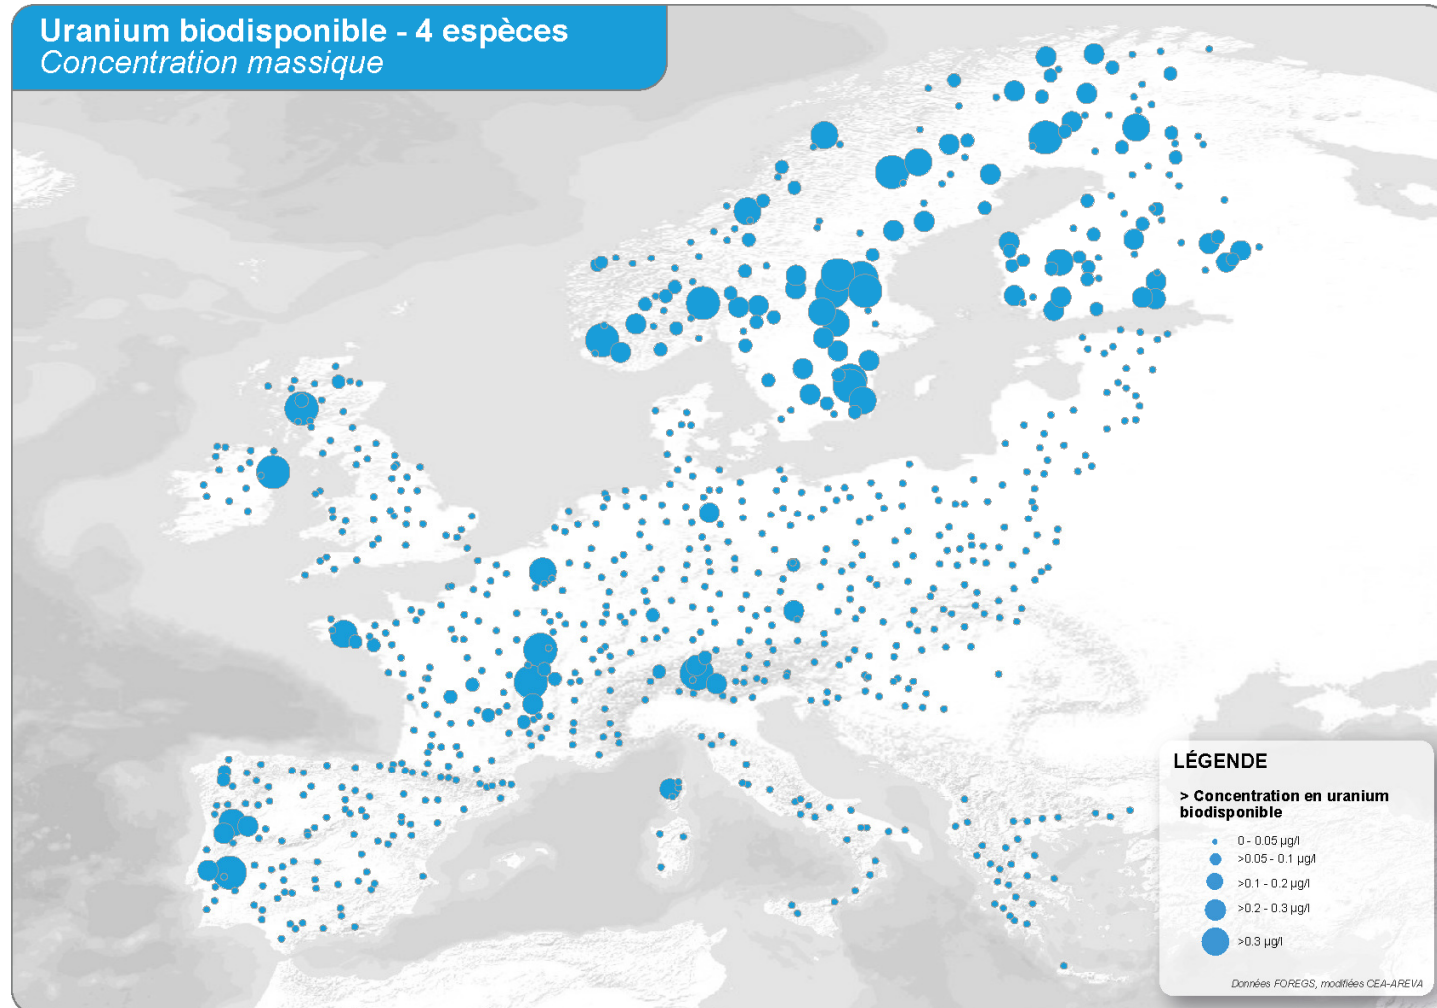 Uranium biodisponible - 4 espèces
Concentration massique
LÉGENDE
> Concentration en uranium
biodisponible
0 - 0.05 µg/l
>0.05 - 0.1 µg/l
>0.1 - 0.2 µg/l
>0.2 - 0.3 µg/l
>0.3 µg/l
Données FOREGS, modifiées CEA-AREVA